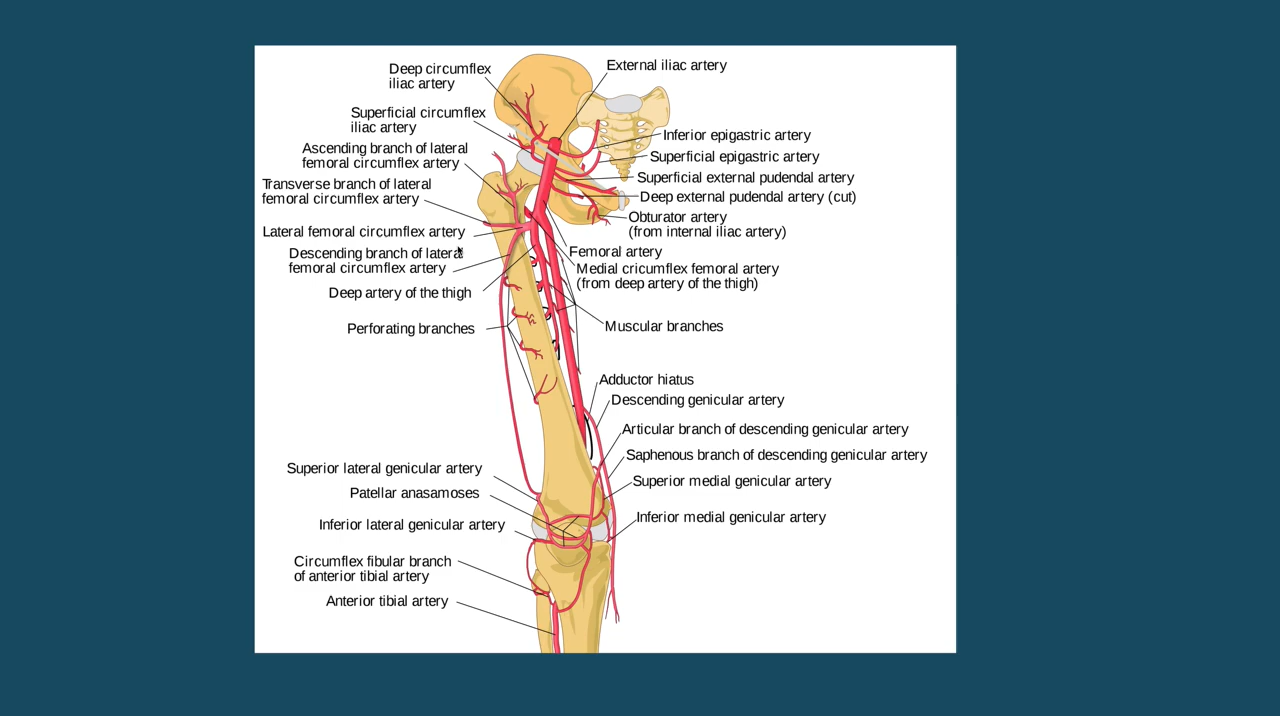 Deep circumflex
iliac artery
External iliac artery
Superficial circumflex
iliac artery
Inferior epigastric artery
Ascending branch of lateral
femoral circumflex artery
Superficial epigastric artery
Superficial external pudendal artery
Transverse branch of lateral
femoral circumflex artery
Deep external pudendal artery (cut)
Obturator artery
(from internal iliac artery)
Lateral femoral circumflex artery
Descending branch of lateral
femoral circumflex artery
Femoral artery
Medial cricumflex femoral artery
(from deep artery of the thigh)
Deep artery of the thigh
Perforating branches
Muscular branches
Adductor hiatus
Descending genicular artery
Articular branch of descending genicular artery
Saphenous branch of descending genicular artery
Superior lateral genicular artery
Superior medial genicular artery
Patellar anasamoses
Inferior lateral genicular artery
Inferior medial genicular artery
Circumflex fibular branch
of anterior tibial artery
Anterior tibial artery